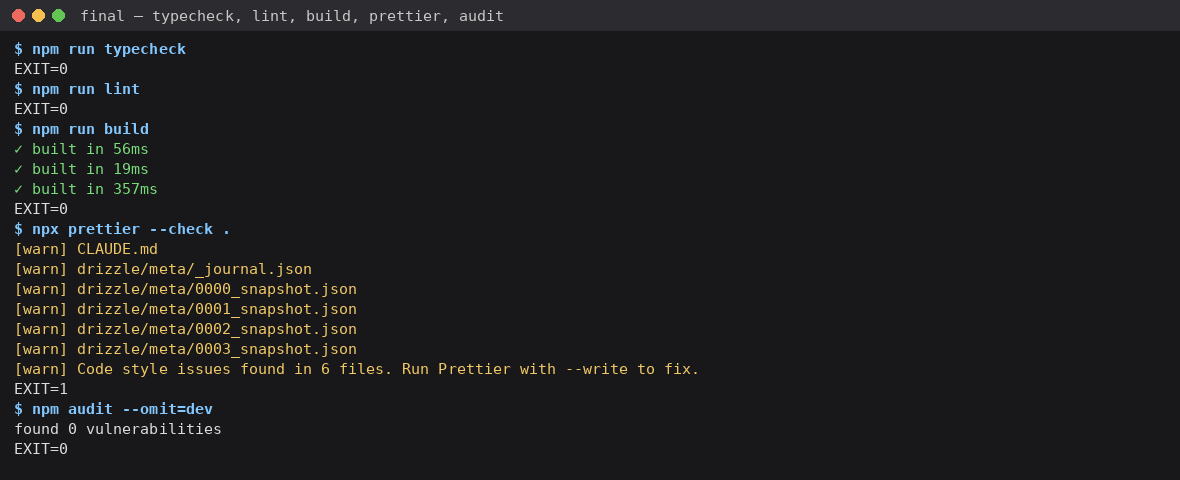 final — typecheck, lint, build, prettier, audit
$ npm run typecheck
EXIT=0
$ npm run lint
EXIT=0
$ npm run build
✓ built in 56ms
✓ built in 19ms
✓ built in 357ms
EXIT=0
$ npx prettier --check .
[warn] CLAUDE.md
[warn] drizzle/meta/_journal.json
[warn] drizzle/meta/0000_snapshot.json
[warn] drizzle/meta/0001_snapshot.json
[warn] drizzle/meta/0002_snapshot.json
[warn] drizzle/meta/0003_snapshot.json
[warn] Code style issues found in 6 files. Run Prettier with --write to fix.
EXIT=1
$ npm audit --omit=dev
found 0 vulnerabilities
EXIT=0